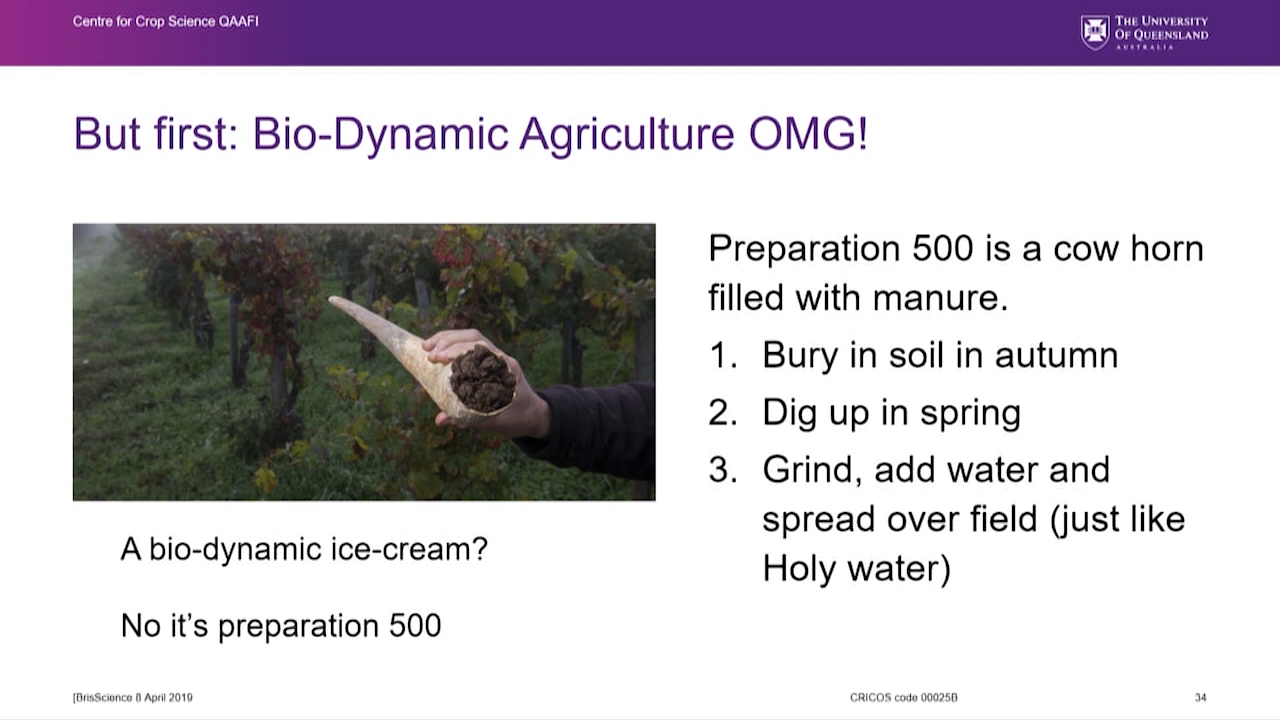 Centre for Crop Science QAAFI
THE UNIVERSITY
OF QUEENSLAND
AUSTRALIA
But first: Bio-Dynamic Agriculture OMG!
Preparation 500 is a cow horn
filled with manure.
1. Bury in soil in autumn
2. Dig up in spring
3. Grind, add water and
spread over field (just like
Holy water)
A bio-dynamic ice-cream?
No it's preparation 500
[BrisScience 8 April 2019
CRICOS code 00025B
34